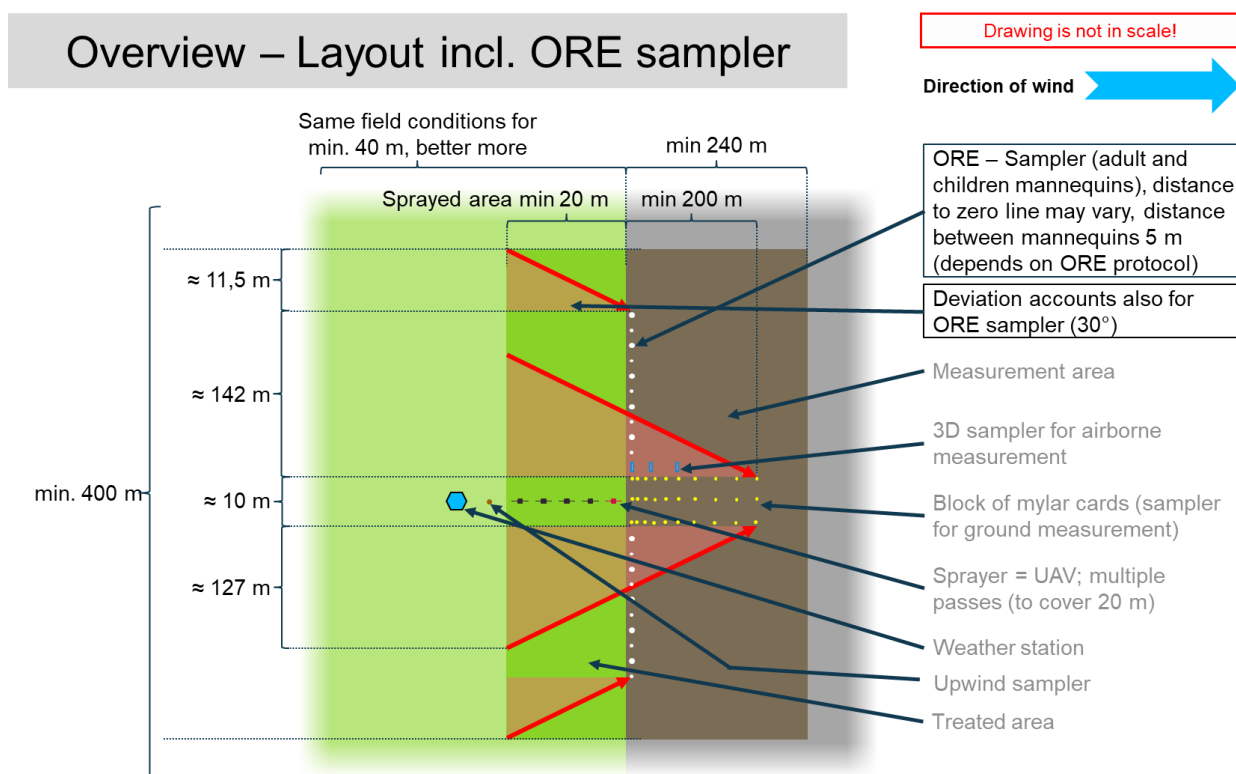 Overview – Layout incl. ORE sampler
Drawing is not in scale!
Direction of wind
Same field conditions for
min. 40 m, better more
min 240 m
Sprayed area min 20 m
min 200 m
ORE – Sampler (adult and
children mannequins), distance
to zero line may vary, distance
between mannequins 5 m
(depends on ORE protocol)
Deviation accounts also for
ORE sampler (30°)
≈ 11,5 m
≈ 142 m
min. 400 m
≈ 10 m
≈ 127 m
Measurement area
3D sampler for airborne
measurement
Block of mylar cards (sampler
for ground measurement)
Sprayer = UAV; multiple
passes (to cover 20 m)
Weather station
Upwind sampler
Treated area